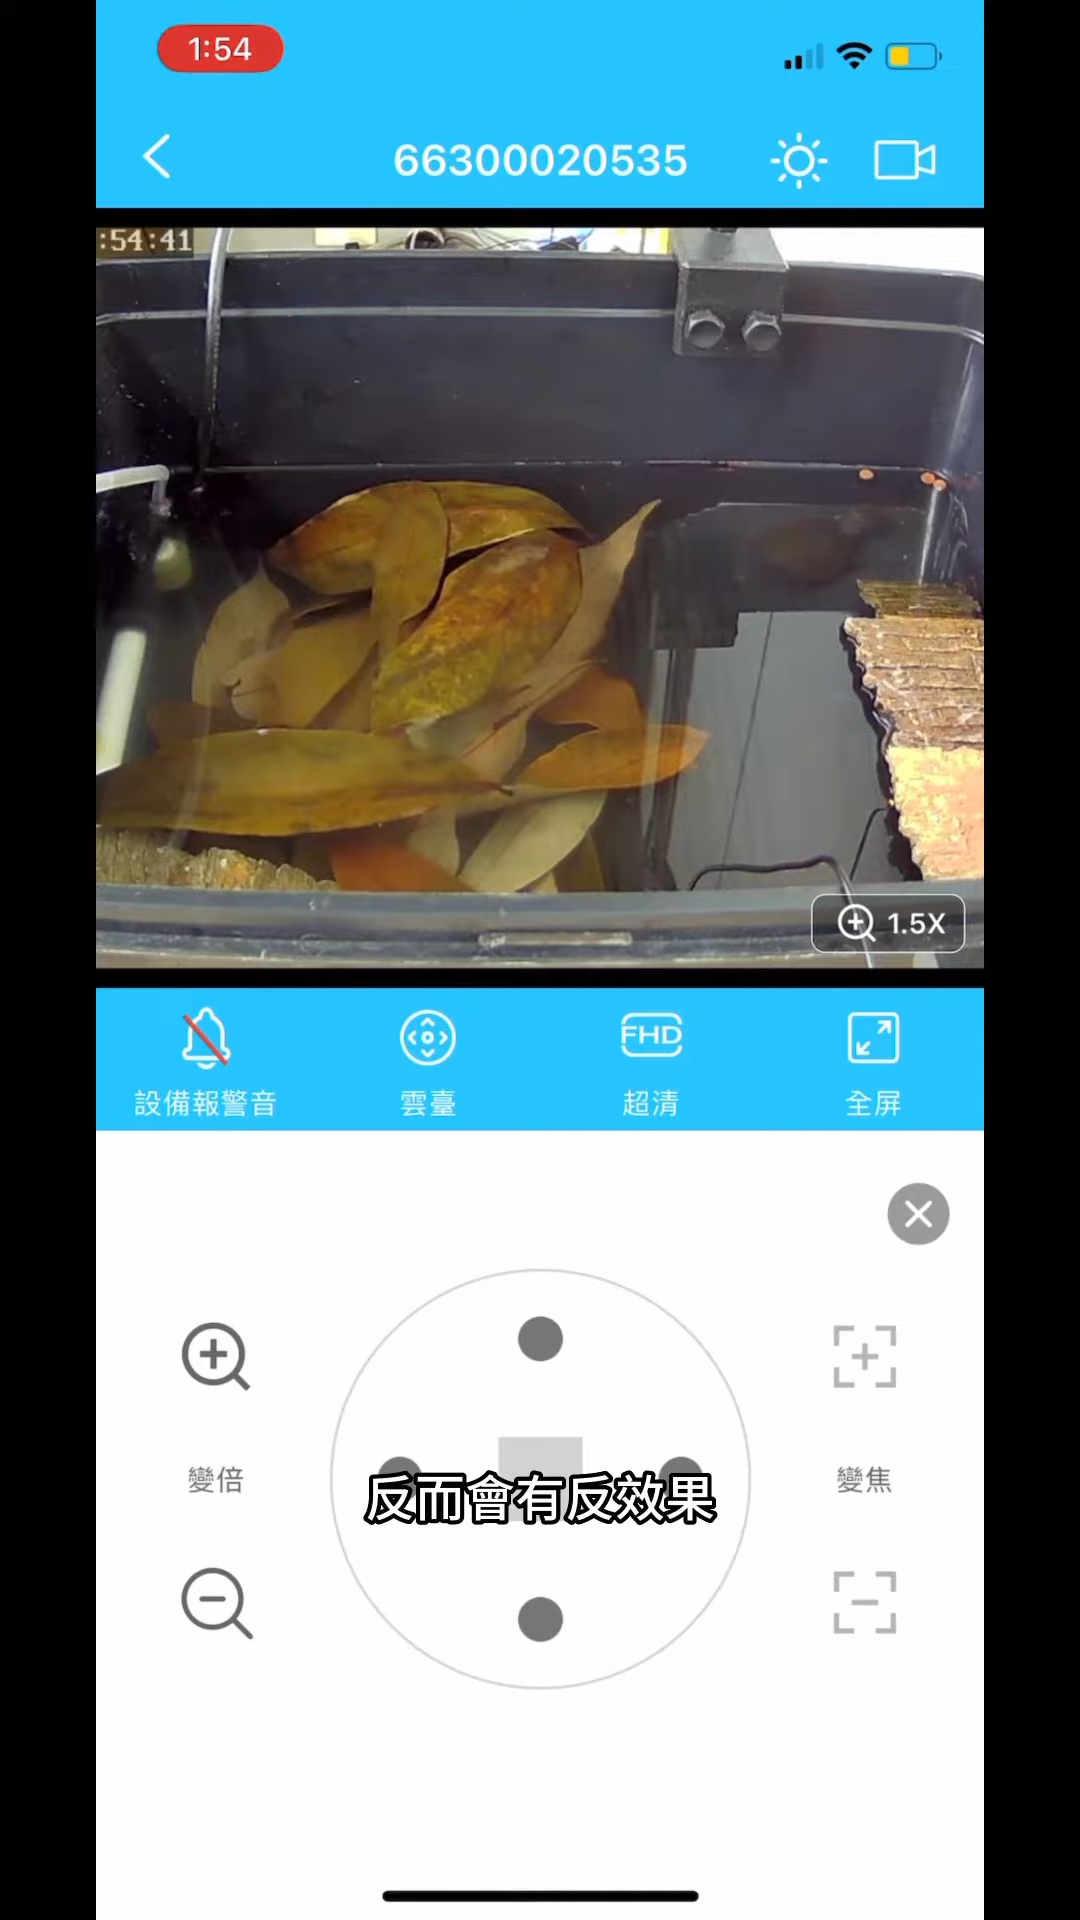 1:54
66300020535
:54:41
1.5X
FHD
設備報警音
雲臺
超清
全屏
變倍
變焦
反而會有反效果